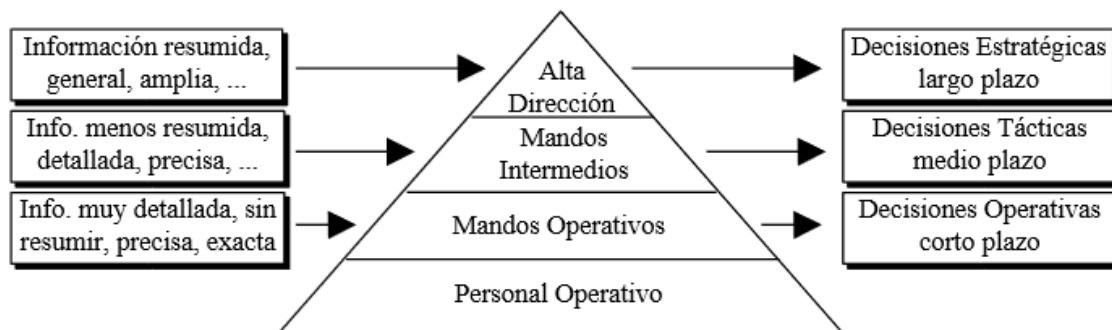 Información resumida,
general, amplia, ...
Alta
Dirección
Decisiones Estratégicas
largo plazo
Info. menos resumida,
detallada, precisa, ...
Mandos
Intermedios
Decisiones Tácticas
medio plazo
Info. muy detallada, sin
resumir, precisa, exacta
Mandos Operativos
Decisiones Operativas
corto plazo
Personal Operativo